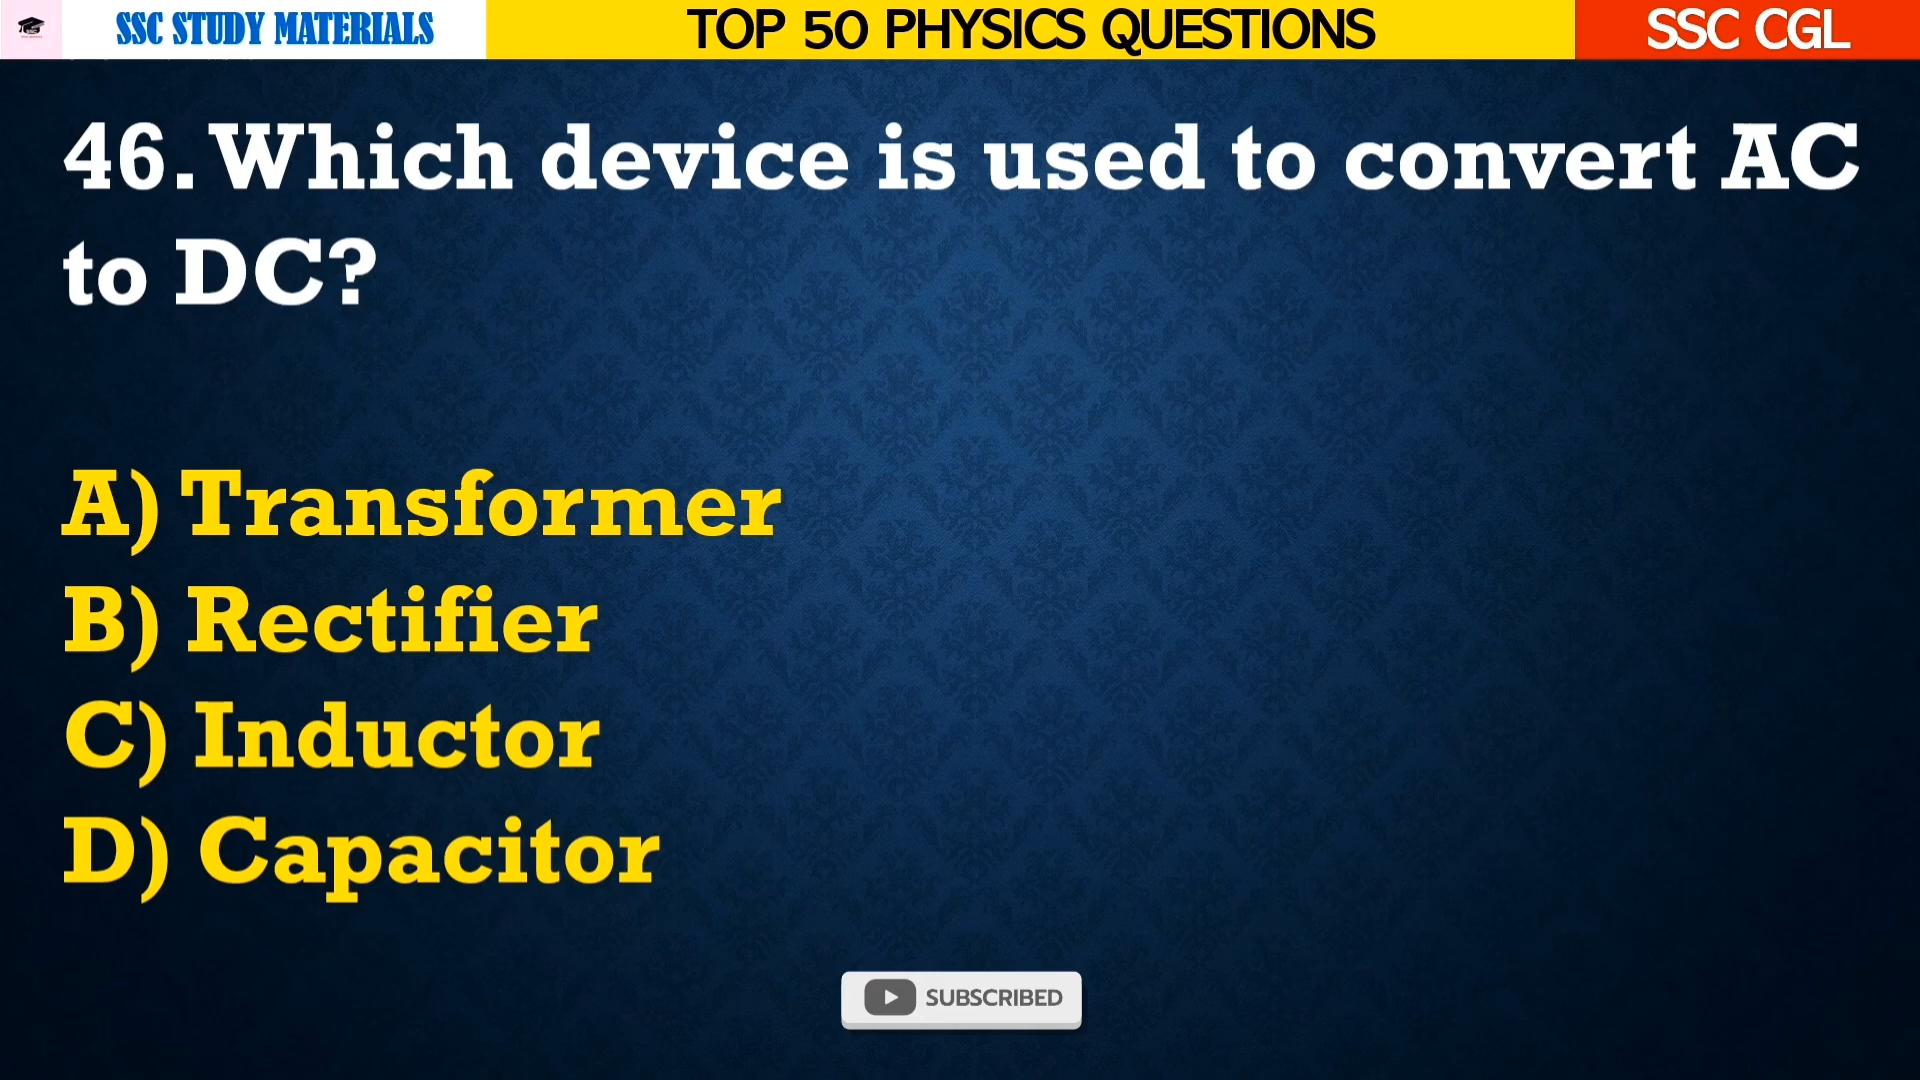 SSC STUDY MATERIALS
TOP 50 PHYSICS QUESTIONS
SSC CGL
46. Which device is used to convert AC
to DC?
A) Transformer
B) Rectifier
C) Inductor
D) Capacitor
SUBSCRIBED